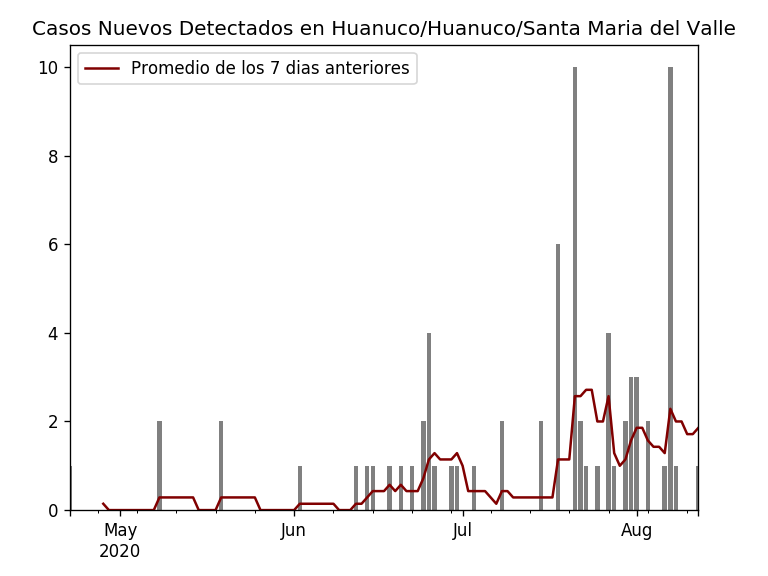 Casos Nuevos Detectados en Huanuco/Huanuco/Santa Maria del Valle
Promedio de los 7 dias anteriores
10
8
6
4
2
0
May Jun Jul Aug
2020